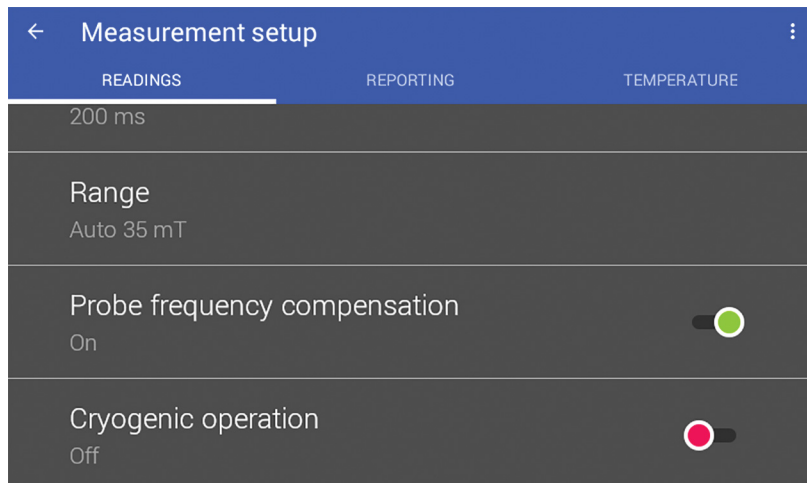 Measurement setup
READINGS REPORTING TEMPERATURE
200 ms
Range
Auto 35 mT
Probe frequency compensation
On
Cryogenic operation
Off